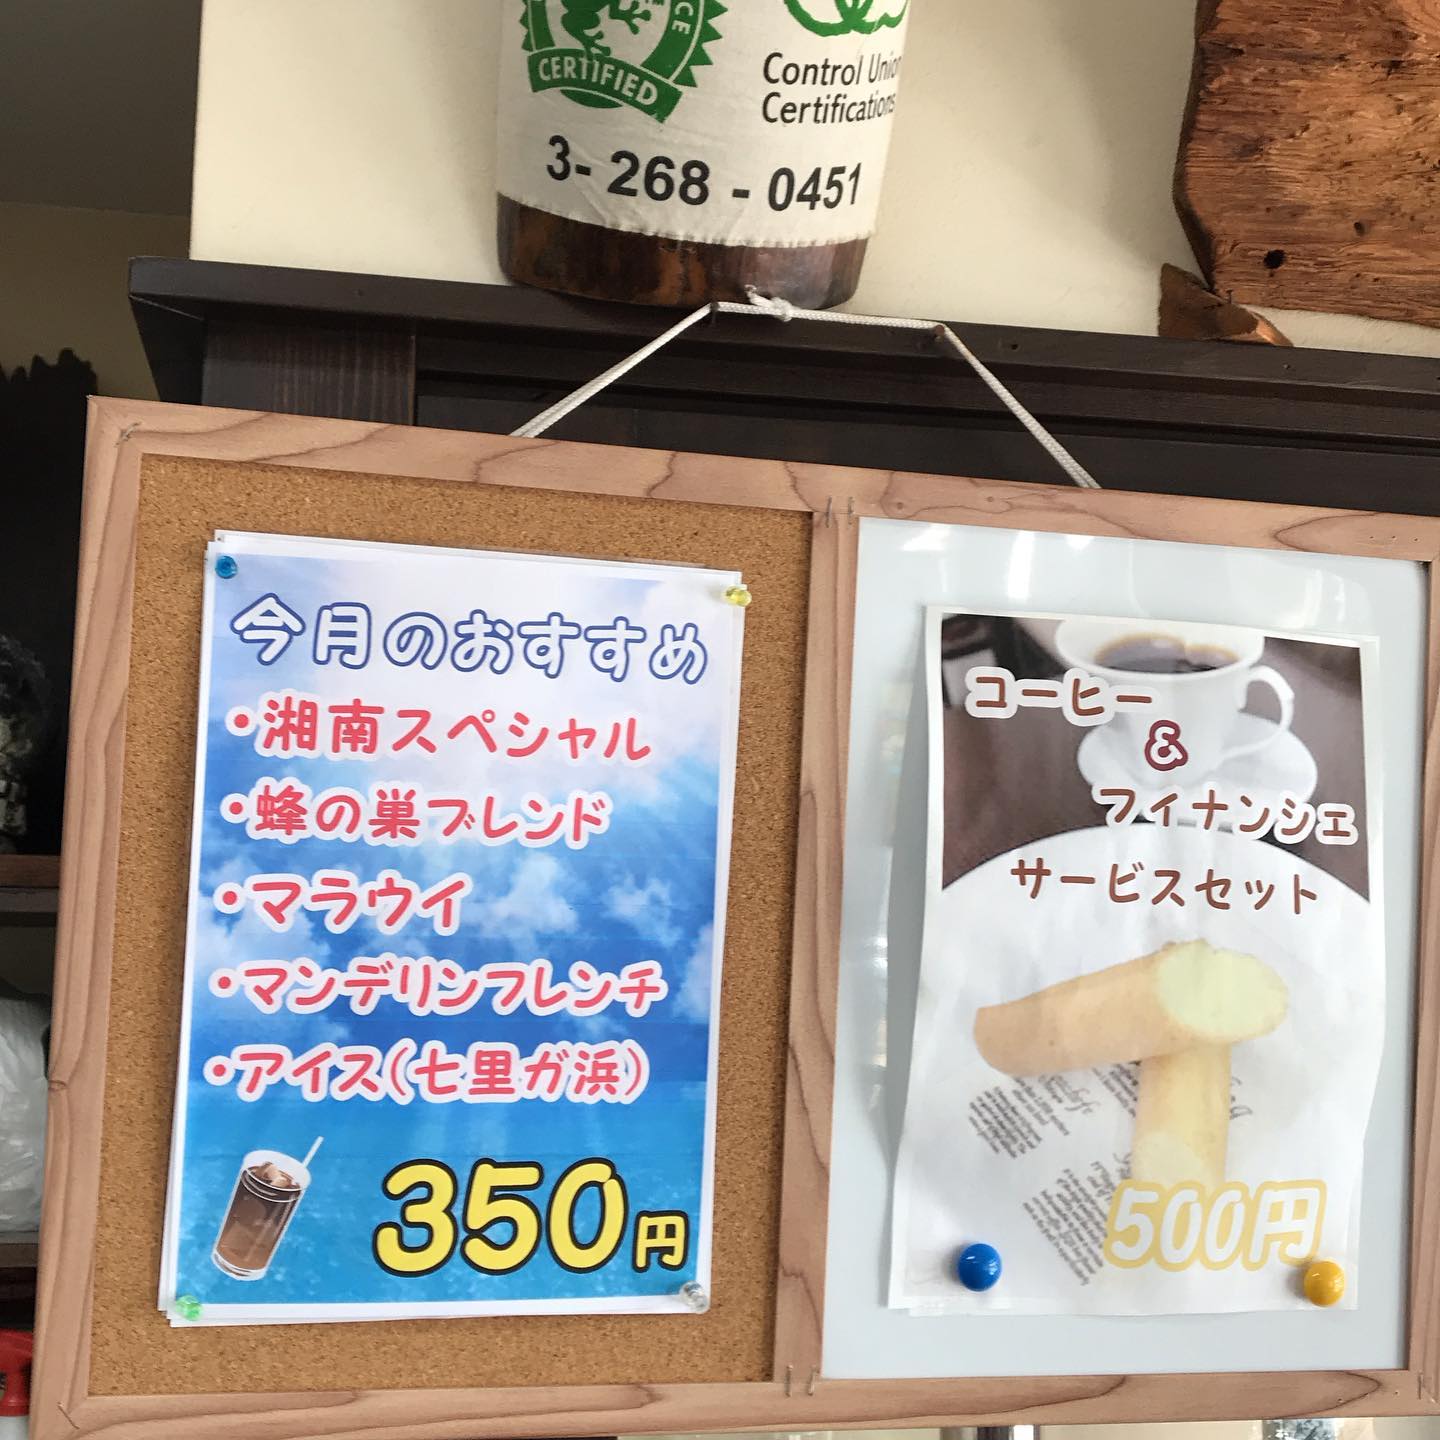 CERTIFIED
Control Union
Certifications
3-268-0451
今月のおすすめ
・湘南スペシャル
・蜂の巣ブレンド
・マラウイ
・マンデリンフレンチ
・アイス(七里ガ浜)
350円
コーヒー
&
フィナンシェ
サービスセット
500円